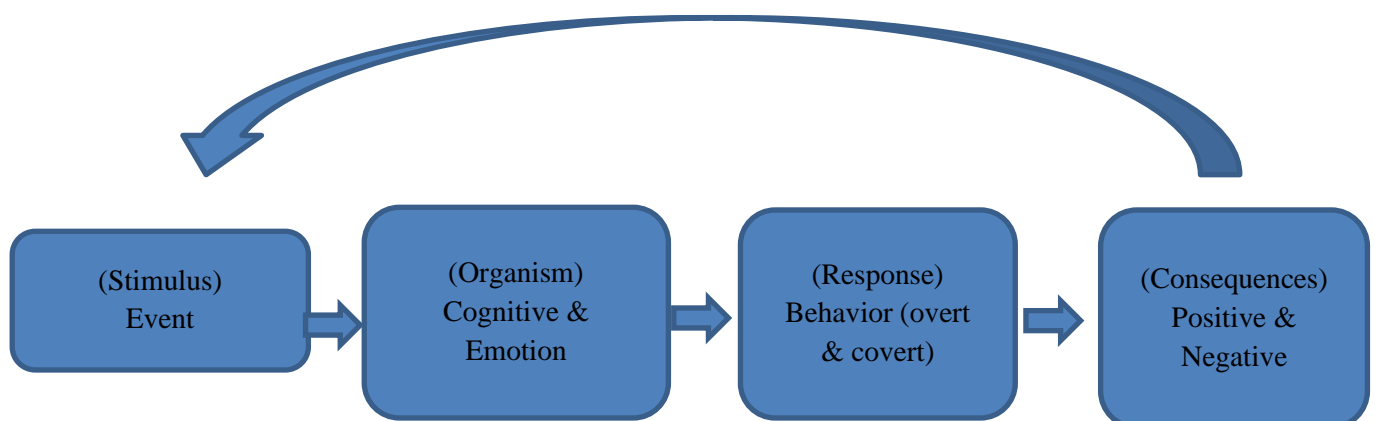 (Stimulus)
Event
(Organism)
Cognitive &
Emotion
(Response)
Behavior (overt
& covert)
(Consequences)
Positive &
Negative